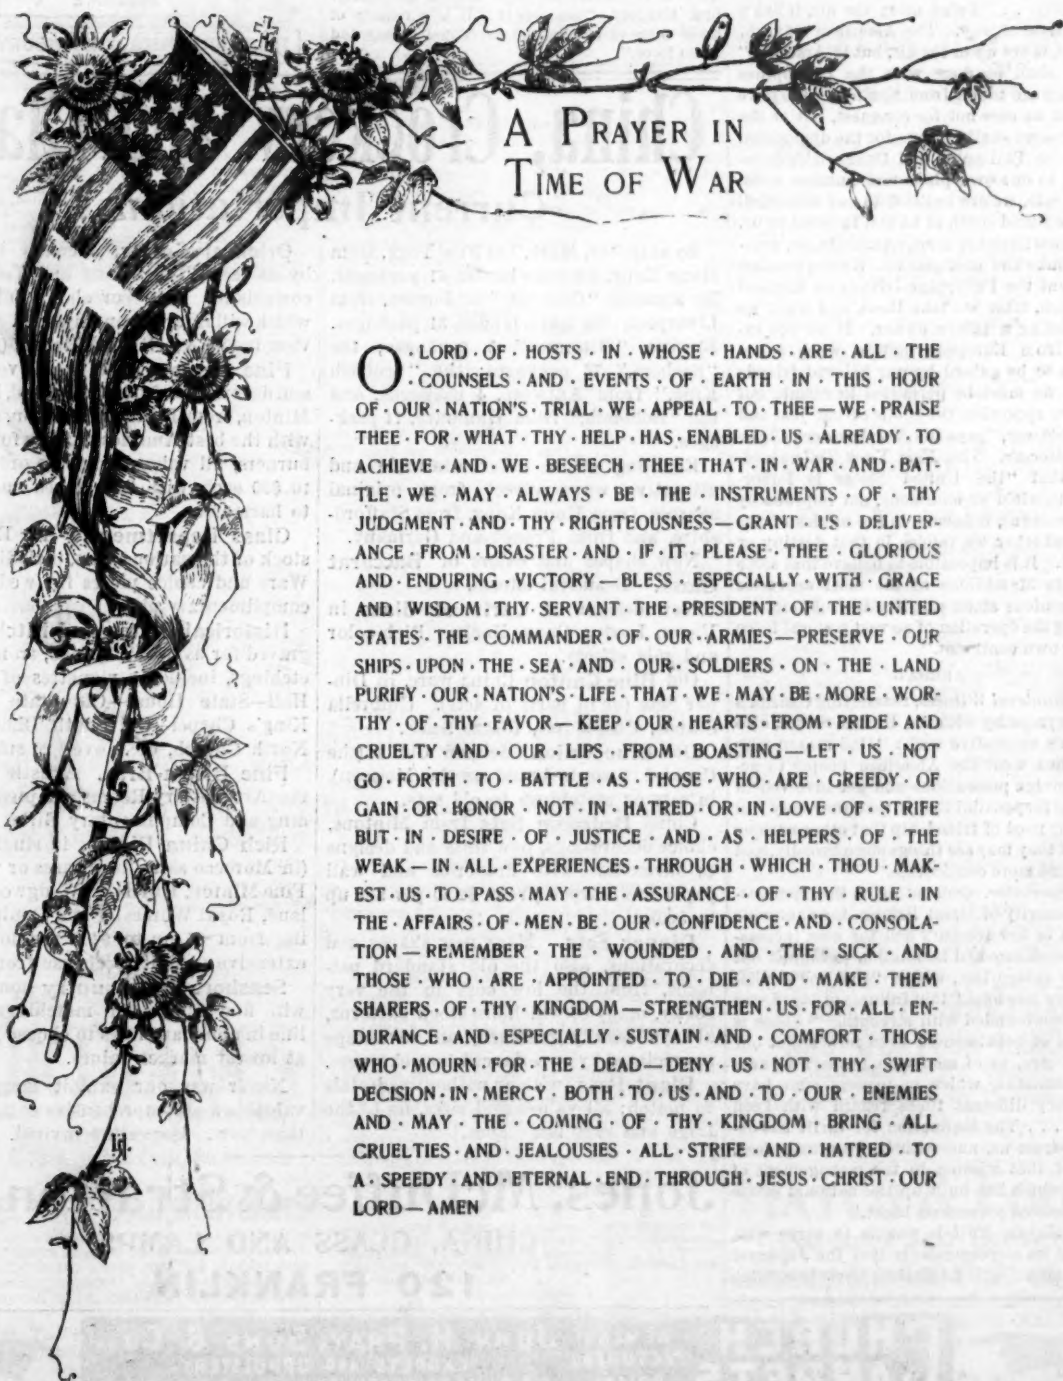 A PRAYER IN
TIME OF WAR
O · LORD · OF · HOSTS · IN · WHOSE · HANDS · ARE · ALL · THE
· COUNSELS · AND · EVENTS · OF · EARTH · IN · THIS · HOUR
OF · OUR · NATION'S · TRIAL · WE · APPEAL · TO · THEE — WE · PRAISE
THEE · FOR · WHAT · THY · HELP · HAS · ENABLED · US · ALREADY · TO
ACHIEVE · AND · WE · BESEECH · THEE · THAT · IN · WAR · AND · BAT-
TLE · WE · MAY · ALWAYS · BE · THE · INSTRUMENTS · OF · THY
JUDGMENT · AND · THY · RIGHTEOUSNESS — GRANT · US · DELIVER-
ANCE · FROM · DISASTER · AND · IF · IT · PLEASE · THEE · GLORIOUS
AND · ENDURING · VICTORY — BLESS · ESPECIALLY · WITH · GRACE
AND · WISDOM · THY · SERVANT · THE · PRESIDENT · OF · THE · UNITED
STATES · THE · COMMANDER · OF · OUR · ARMIES — PRESERVE · OUR
SHIPS · UPON · THE · SEA · AND · OUR · SOLDIERS · ON · THE · LAND
PURIFY · OUR · NATION'S · LIFE · THAT · WE · MAY · BE · MORE · WOR-
THY · OF · THY · FAVOR — KEEP · OUR · HEARTS · FROM · PRIDE · AND
CRUELTY · AND · OUR · LIPS · FROM · BOASTING — LET · US · NOT
GO · FORTH · TO · BATTLE · AS · THOSE · WHO · ARE · GREEDY · OF
GAIN · OR · HONOR · NOT · IN · HATRED · OR · IN · LOVE · OF · STRIFE
BUT · IN · DESIRE · OF · JUSTICE · AND · AS · HELPERS · OF · THE
WEAK — IN · ALL · EXPERIENCES · THROUGH · WHICH · THOU · MAK-
EST · US · TO · PASS · MAY · THE · ASSURANCE · OF · THY · RULE · IN
THE · AFFAIRS · OF · MEN · BE · OUR · CONFIDENCE · AND · CONSOLA-
TION — REMEMBER · THE · WOUNDED · AND · THE · SICK · AND
THOSE · WHO · ARE · APPOINTED · TO · DIE · AND · MAKE · THEM
SHARERS · OF · THY · KINGDOM — STRENGTHEN · US · FOR · ALL · EN-
DURANCE · AND · ESPECIALLY · SUSTAIN · AND · COMFORT · THOSE
WHO · MOURN · FOR · THE · DEAD — DENY · US · NOT · THY · SWIFT
DECISION · IN · MERCY · BOTH · TO · US · AND · TO · OUR · ENEMIES
AND · MAY · THE · COMING · OF · THY · KINGDOM · BRING · ALL
CRUELTIES · AND · JEALOUSIES · ALL · STRIFE · AND · HATRED · TO
A · SPEEDY · AND · ETERNAL · END · THROUGH · JESUS · CHRIST · OUR
LORD — AMEN